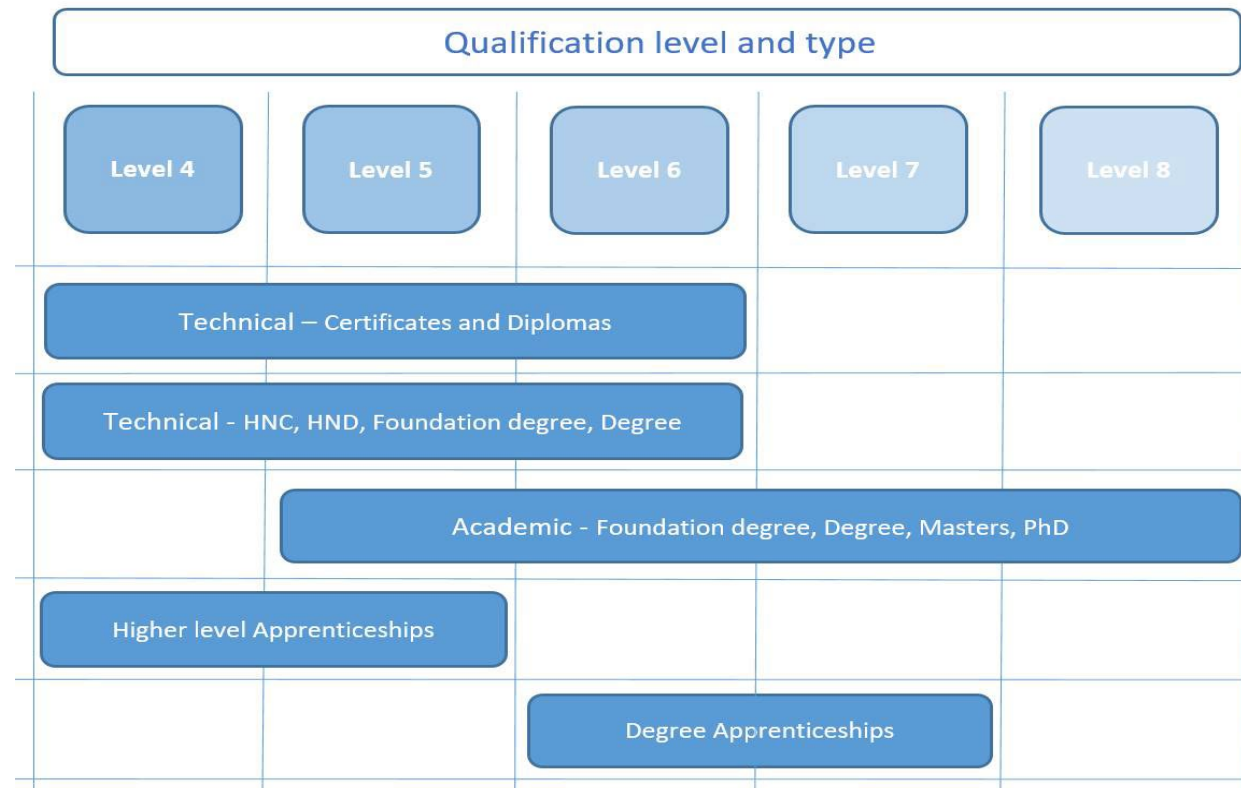 Qualification level and type
Level 4
Level 5
Level 6
Level 7
Level 8
Technical – Certificates and Diplomas
Technical - HNC, HND, Foundation degree, Degree
Academic - Foundation degree, Degree, Masters, PhD
Higher level Apprenticeships
Degree Apprenticeships